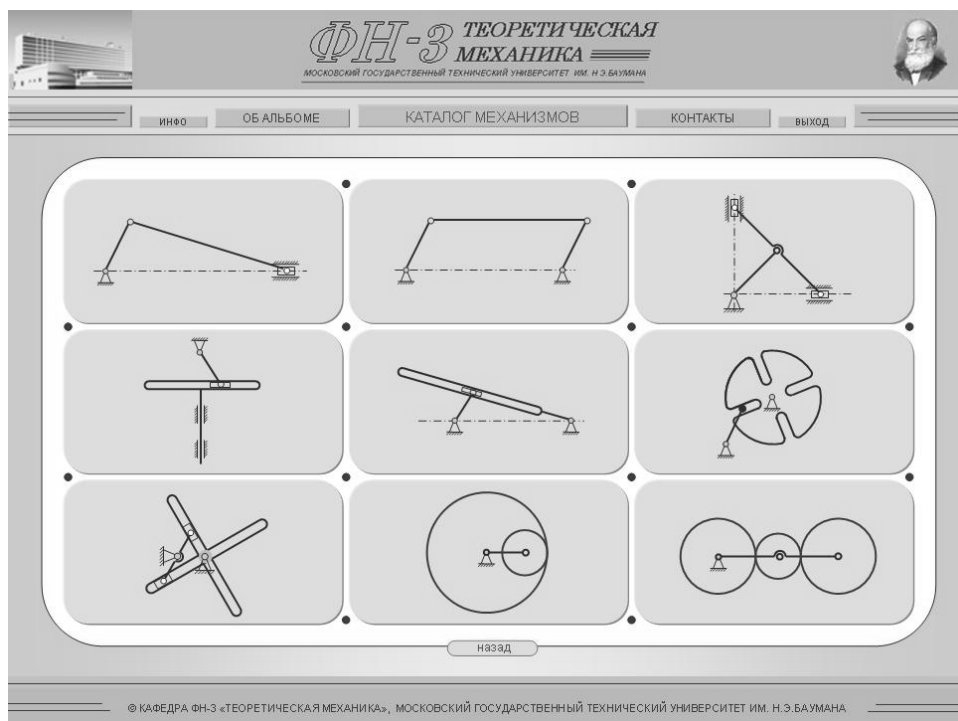 ФН-3 ТЕОРЕТИЧЕСКАЯ
МЕХАНИКА
МОСКОВСКИЙ ГОСУДАРСТВЕННЫЙ ТЕХНИЧЕСКИЙ УНИВЕРСИТЕТ ИМ. Н.Э.БАУМАНА
ИНФО ОБ АЛЬБОМЕ КАТАЛОГ МЕХАНИЗМОВ КОНТАКТЫ ВЫХОД
назад
© КАФЕДРА ФН-3 «ТЕОРЕТИЧЕСКАЯ МЕХАНИКА», МОСКОВСКИЙ ГОСУДАРСТВЕННЫЙ ТЕХНИЧЕСКИЙ УНИВЕРСИТЕТ ИМ. Н.Э.БАУМАНА